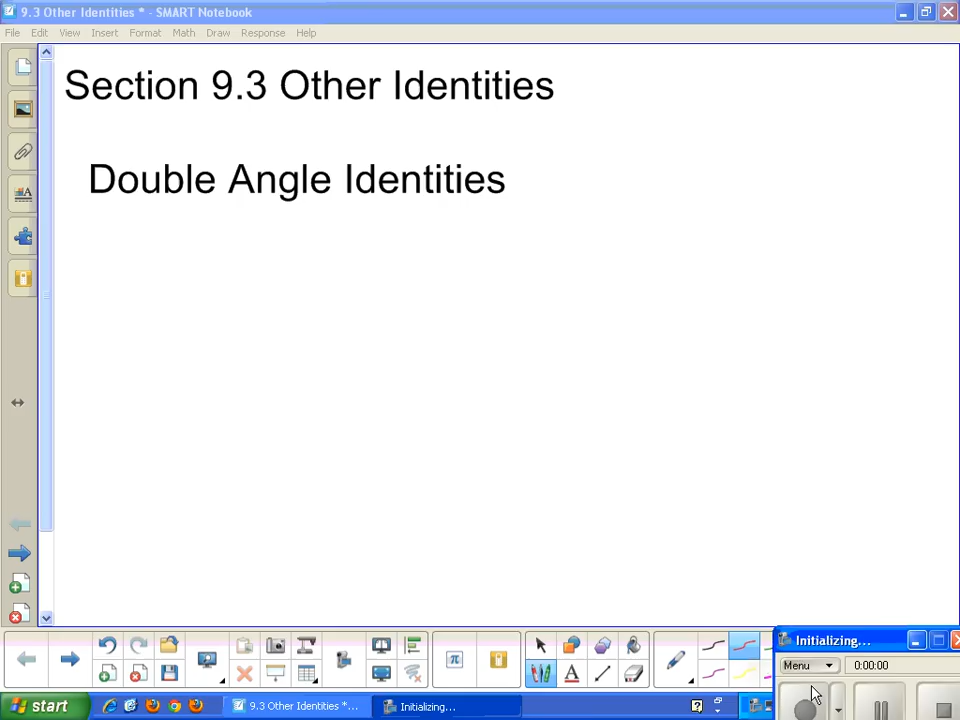 9.3 Other Identities * - SMART Notebook
File Edit View Insert Format Math Draw Response Help
Section 9.3 Other Identities
Double Angle Identities
Initializing...
Menu 0:00:00
start 9.3 Other Identities *... Initializing...